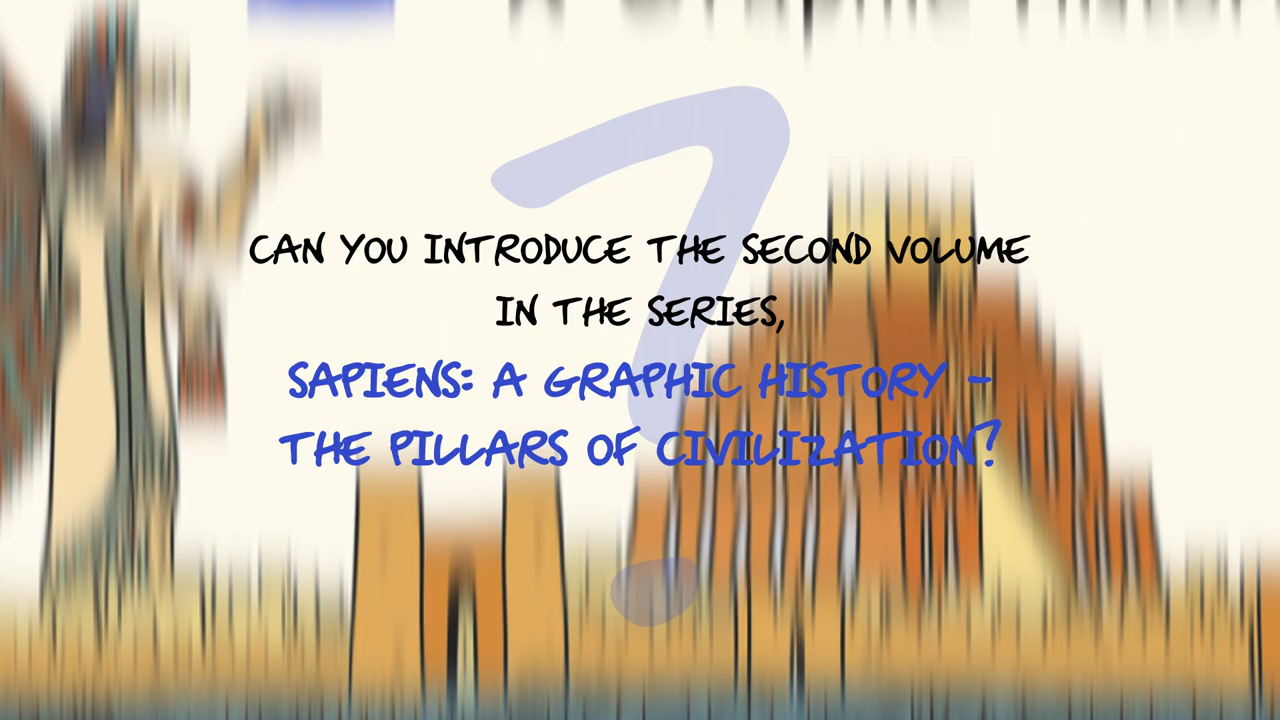 CAN YOU INTRODUCE THE SECOND VOLUME
IN THE SERIES,
SAPIENS: A GRAPHIC HISTORY -
THE PILLARS OF CIVILIZATION?
?